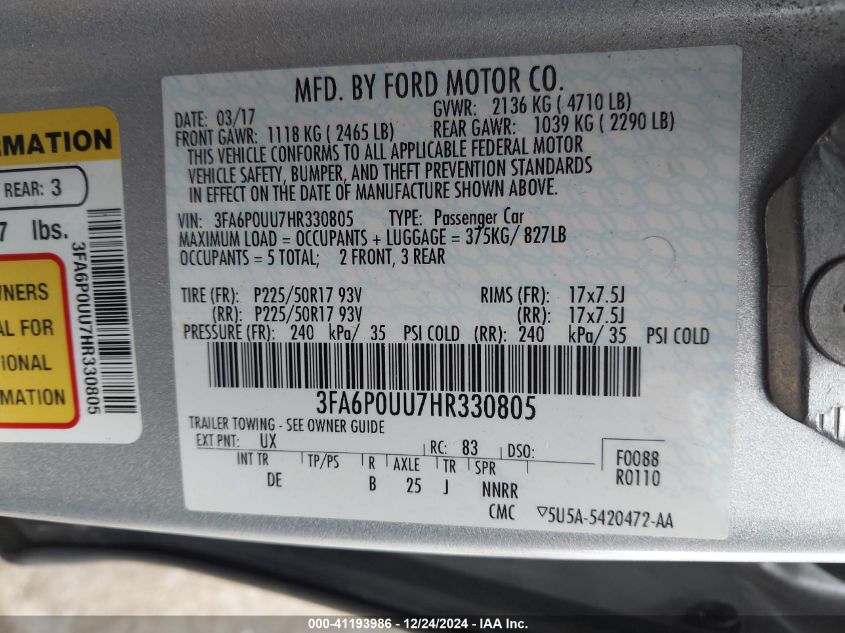 MFD. BY FORD MOTOR CO.
DATE: 03/17 GVWR: 2136 KG ( 4710 LB)
FRONT GAWR: 1118 KG ( 2465 LB) REAR GAWR: 1039 KG ( 2290 LB)
THIS VEHICLE CONFORMS TO ALL APPLICABLE FEDERAL MOTOR
VEHICLE SAFETY, BUMPER, AND THEFT PREVENTION STANDARDS
IN EFFECT ON THE DATE OF MANUFACTURE SHOWN ABOVE.
VIN: 3FA6P0UU7HR330805 TYPE: Passenger Car
MAXIMUM LOAD = OCCUPANTS + LUGGAGE = 375KG/ 827LB
OCCUPANTS = 5 TOTAL; 2 FRONT, 3 REAR
TIRE (FR): P225/50R17 93V RIMS (FR): 17x7.5J
(RR): P225/50R17 93V (RR): 17x7.5J
PRESSURE (FR): 240 kPa/ 35 PSI COLD (RR): 240 kPa/ 35 PSI COLD
3FA6P0UU7HR330805
TRAILER TOWING - SEE OWNER GUIDE
EXT PNT: UX RC: 83 DSO:
INT TR TP/PS R AXLE TR SPR
DE B 25 J NNRR
F0088
R0110
CMC ▽5U5A-5420472-AA
RMATION
REAR: 3
7 lbs.
WNERS
AL FOR
IONAL
MATION
3FA6P0UU7HR330805
3-41193986 - 12/24/2024 - IAA Inc.